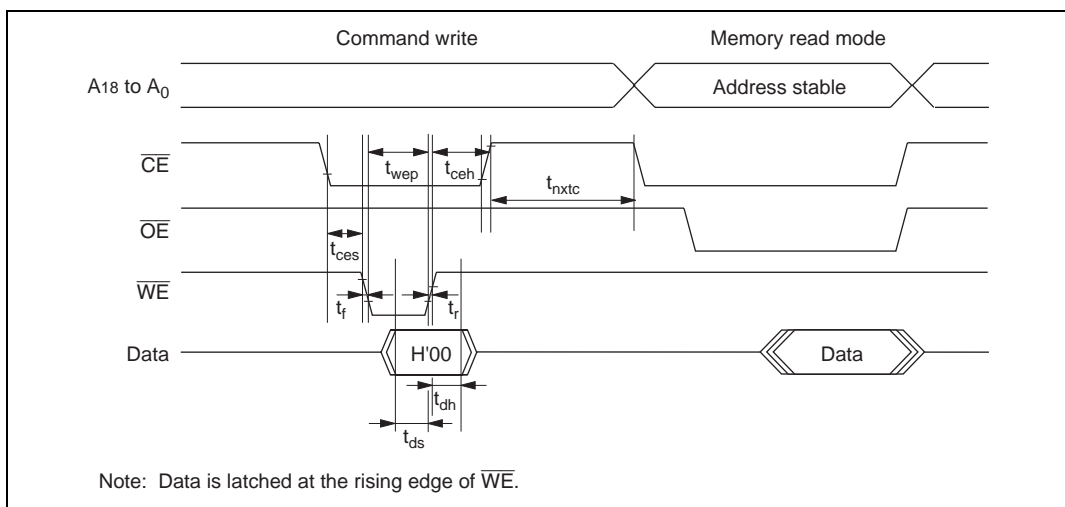 Command write
Memory read mode
A18 to A0
Address stable
CE
twep
tceh
tnxtc
OE
tces
WE
tf
tr
Data
H'00
Data
tdh
tds
Note: Data is latched at the rising edge of WE.